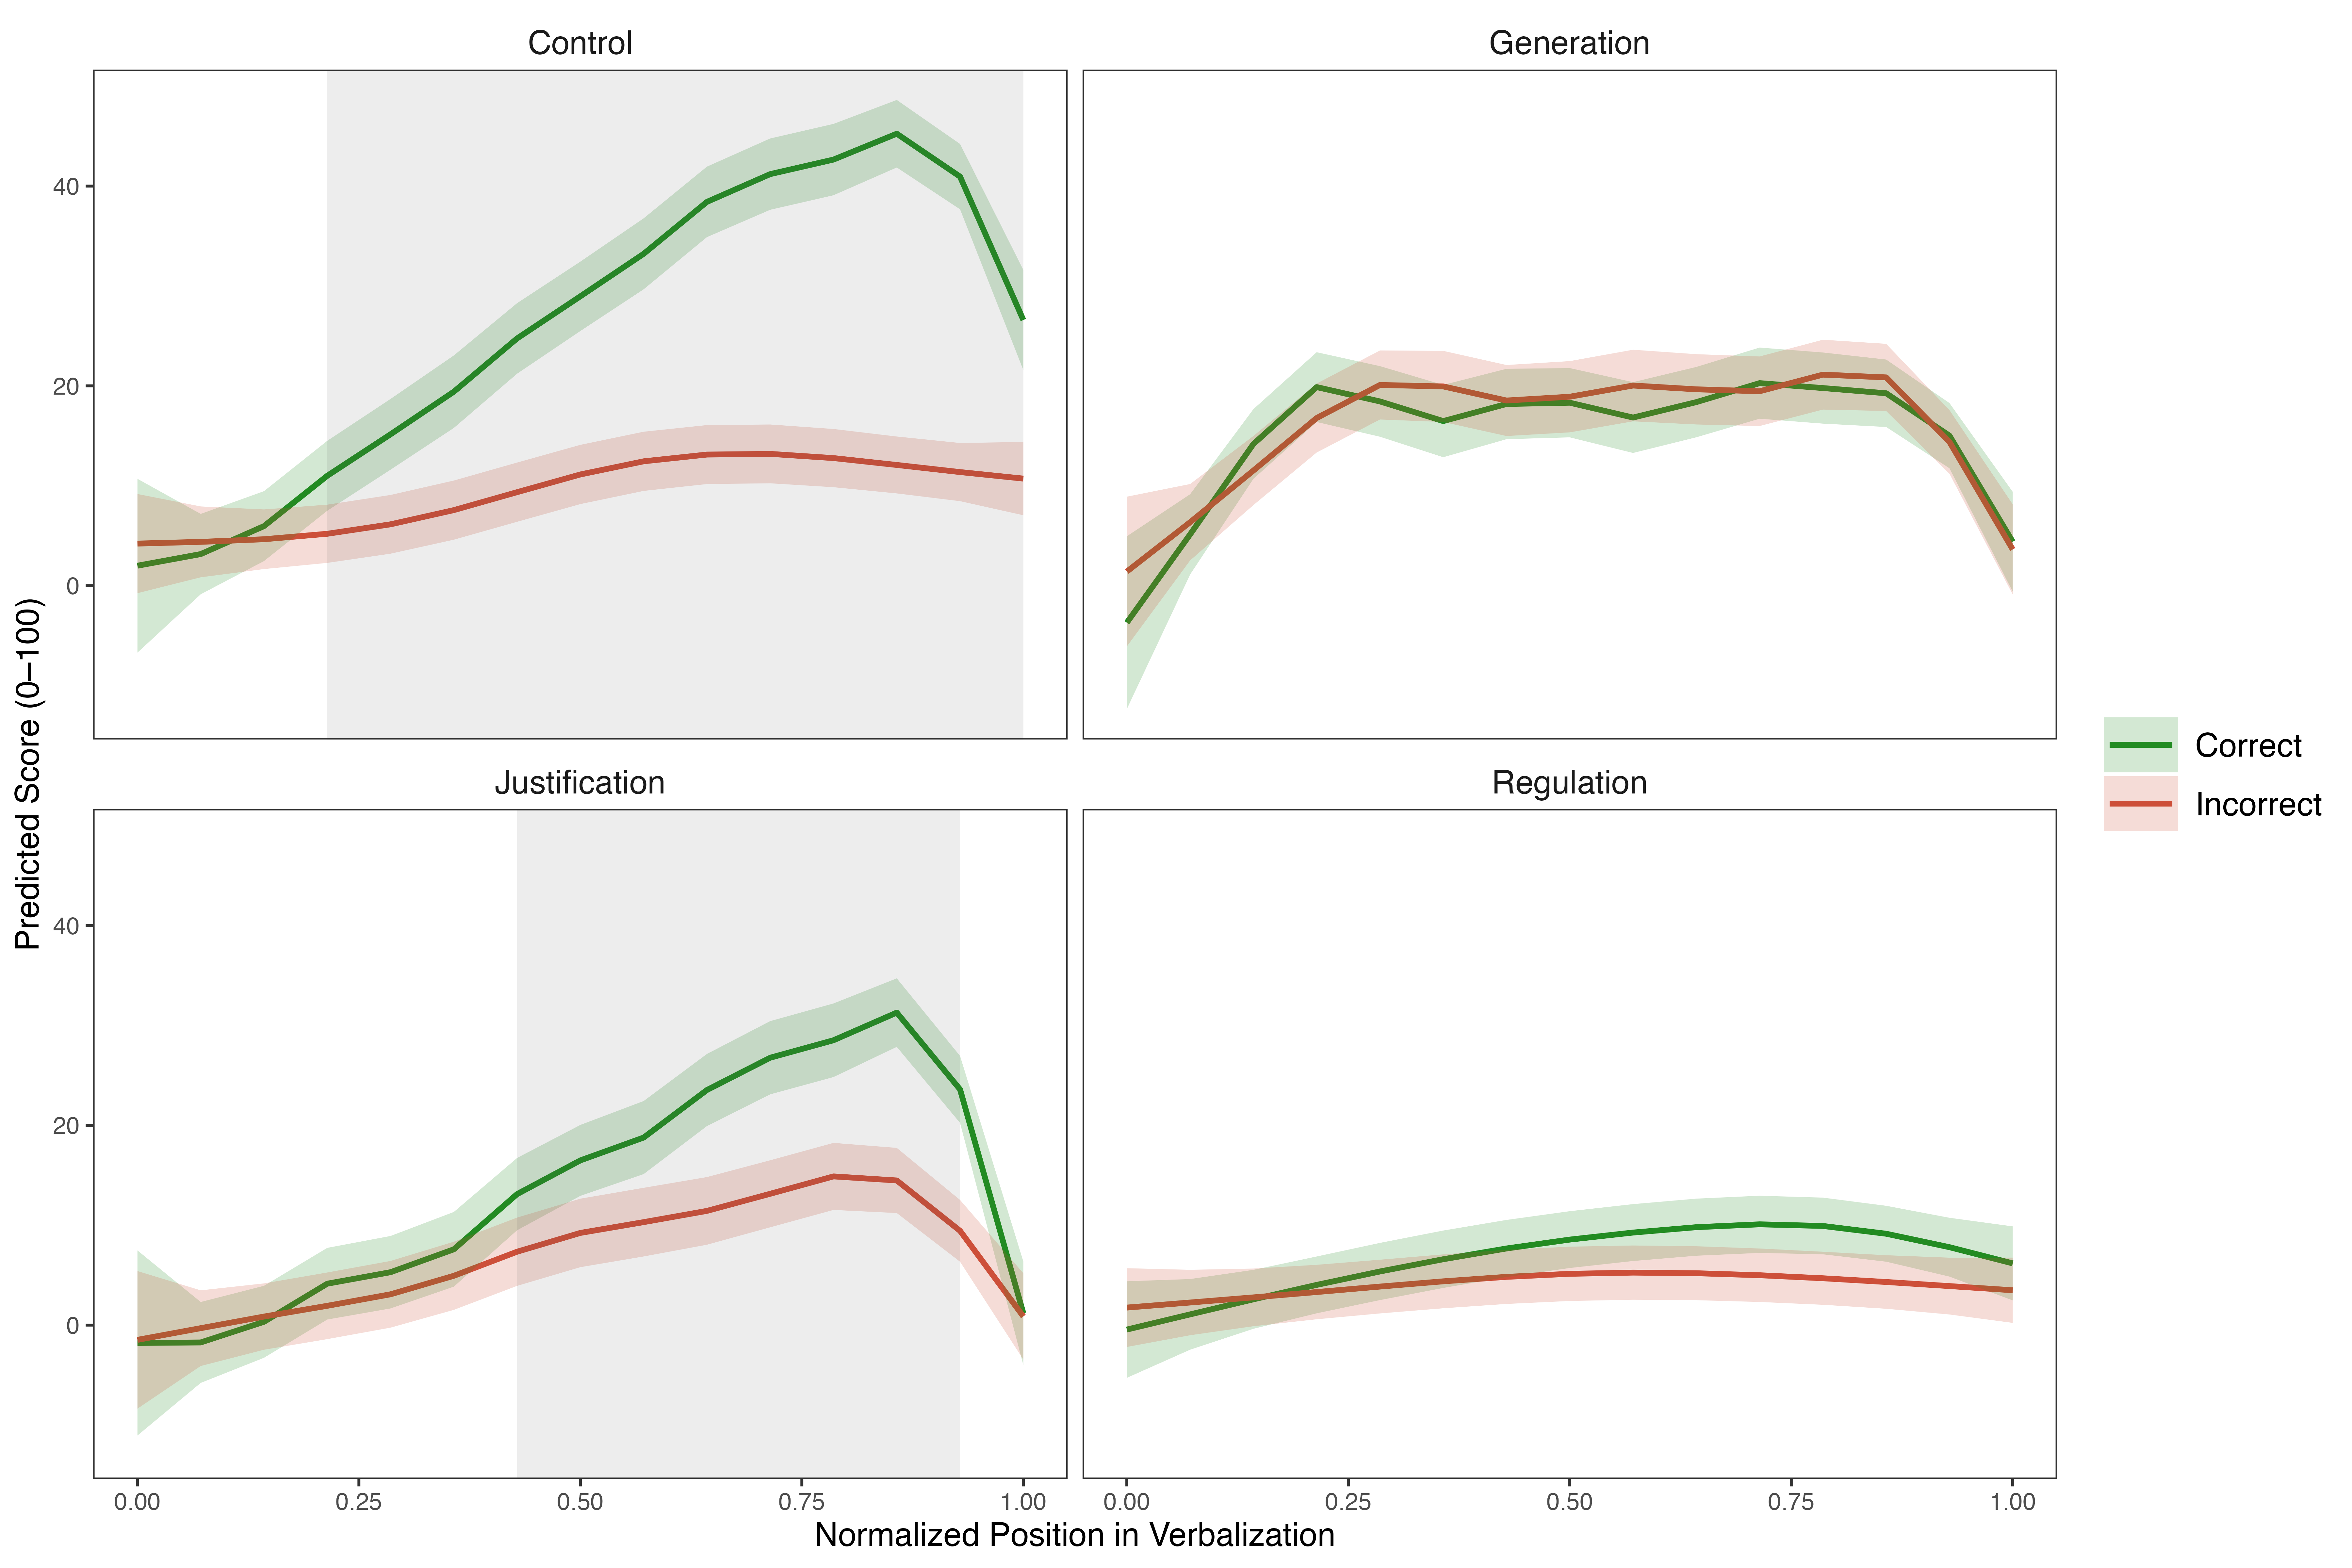 Control
Generation
40
20
0
Justification
Regulation
40
20
0
0.00 0.25 0.50 0.75 1.00
0.00 0.25 0.50 0.75 1.00
Normalized Position in Verbalization
Predicted Score (0–100)
Correct
Incorrect